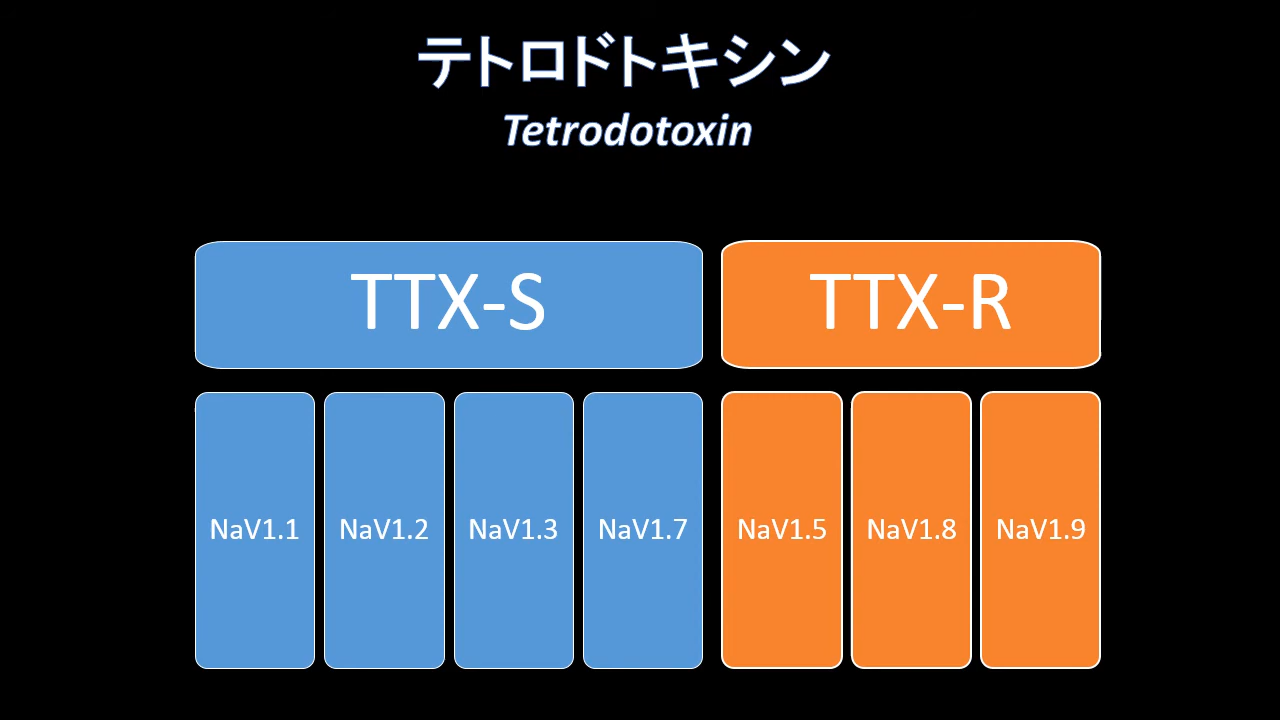 テトロドトキシン
Tetrodotoxin
TTX-S
TTX-R
NaV1.1
NaV1.2
NaV1.3
NaV1.7
NaV1.5
NaV1.8
NaV1.9